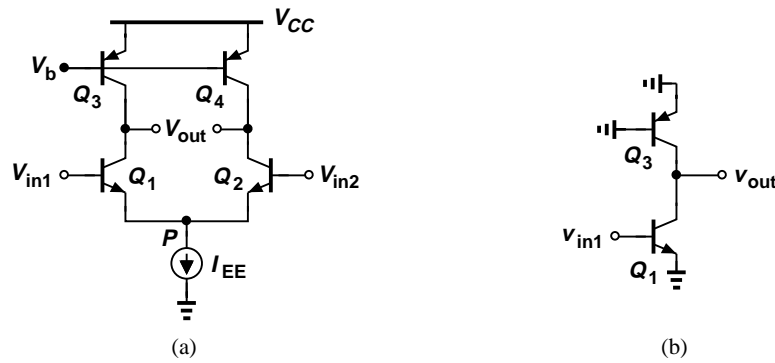 V_CC
V_b
Q_3 Q_4
V_out
V_in1 Q_1 Q_2 V_in2
P
I_EE
(a)
Q_3
v_out
v_in1
Q_1
(b)